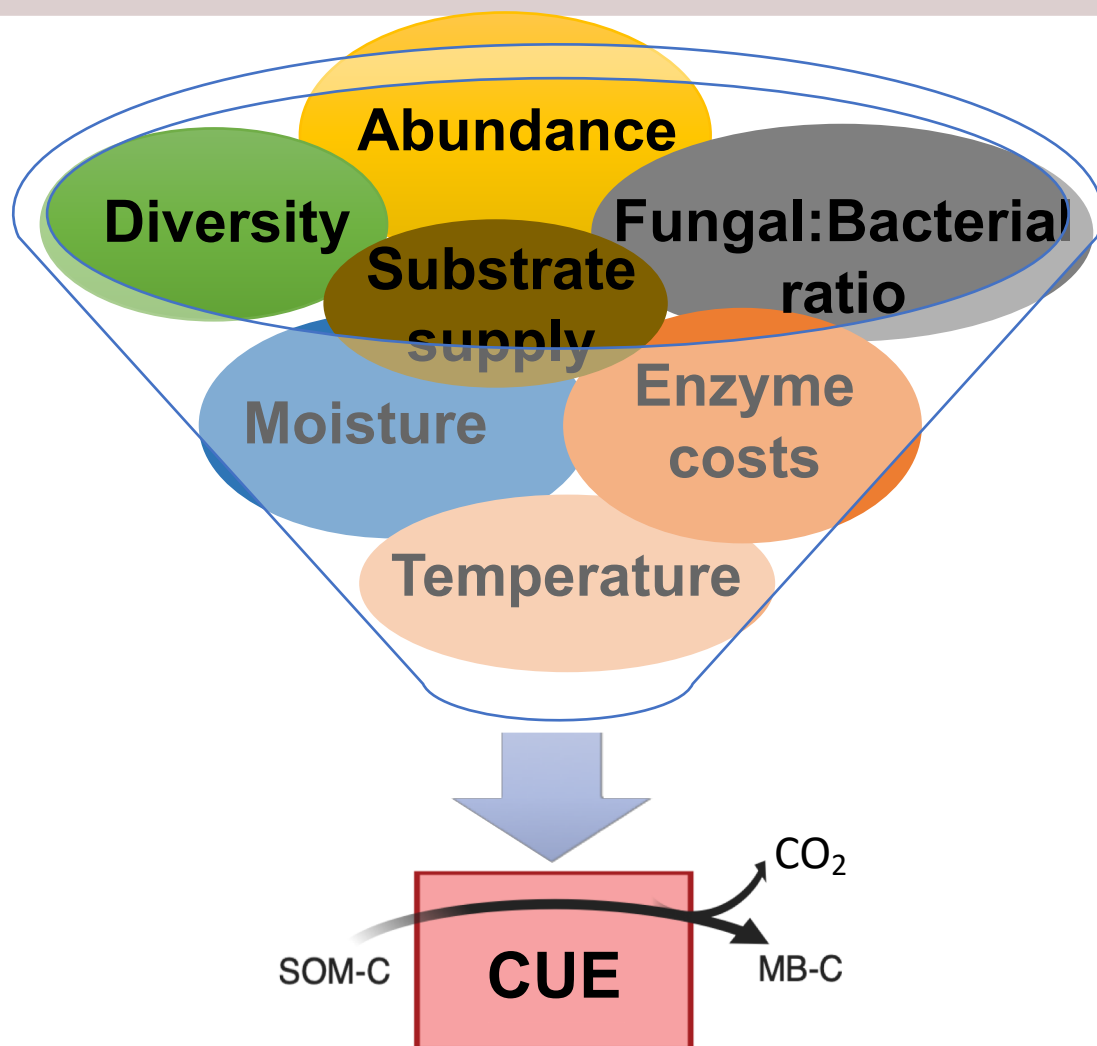 Abundance
Diversity
Fungal:Bacterial
ratio
Substrate
supply
Moisture
Enzyme
costs
Temperature
CO₂
SOM-C
CUE
MB-C